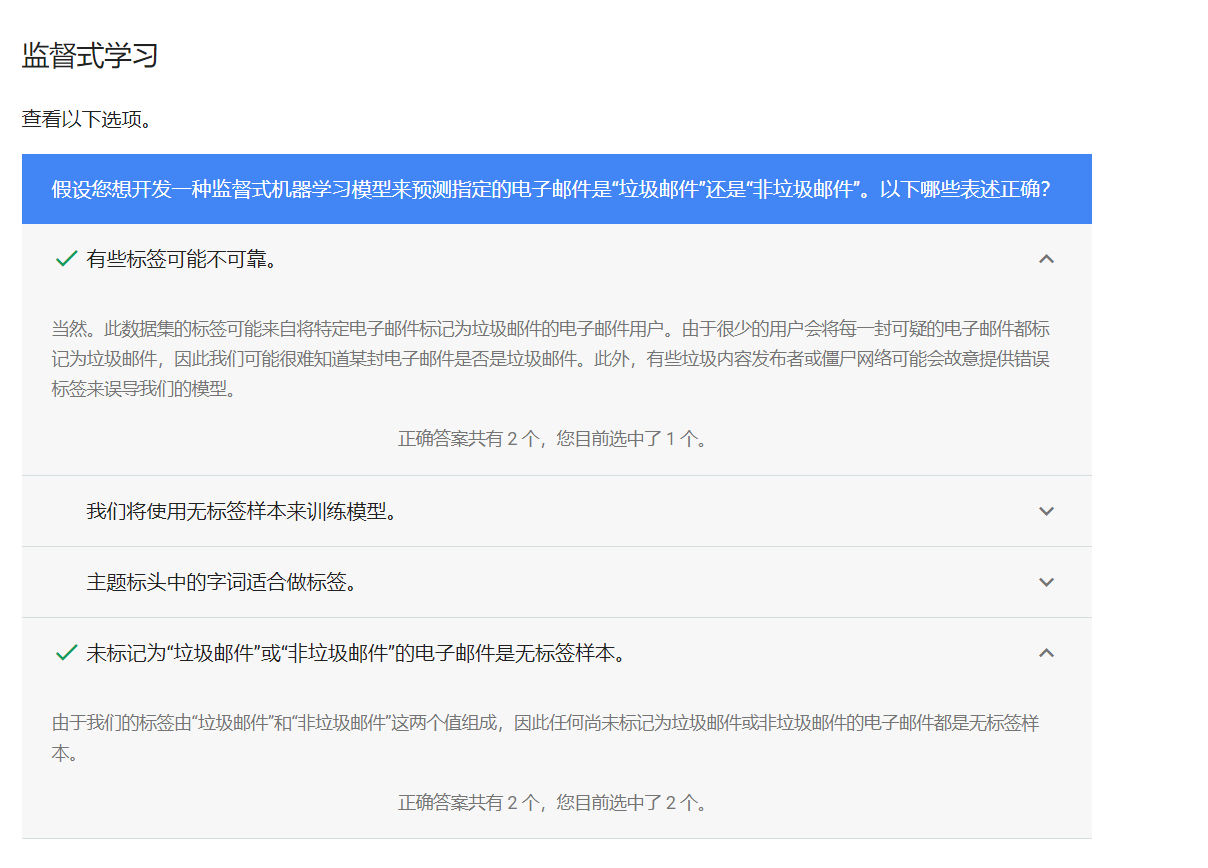 监督式学习
查看以下选项。
假设您想开发一种监督式机器学习模型来预测指定的电子邮件是“垃圾邮件”还是“非垃圾邮件”。以下哪些表述正确？
有些标签可能不可靠。
当然。此数据集的标签可能来自将特定电子邮件标记为垃圾邮件的电子邮件用户。由于很少的用户会将每一封可疑的电子邮件都标
记为垃圾邮件，因此我们可能很难知道某封电子邮件是否是垃圾邮件。此外，有些垃圾内容发布者或僵尸网络可能会故意提供错误
标签来误导我们的模型。
正确答案共有 2 个，您目前选中了 1 个。
我们将使用无标签样本来训练模型。
主题标头中的字词适合做标签。
未标记为“垃圾邮件”或“非垃圾邮件”的电子邮件是无标签样本。
由于我们的标签由“垃圾邮件”和“非垃圾邮件”这两个值组成，因此任何尚未标记为垃圾邮件或非垃圾邮件的电子邮件都是无标签样
本。
正确答案共有 2 个，您目前选中了 2 个。